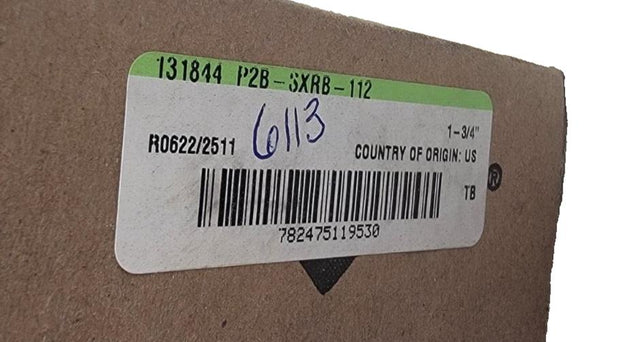 131844 P2B-SXRB-112
6113
1-3/4"
R0622/2511
COUNTRY OF ORIGIN: US
TB
®
782475119530